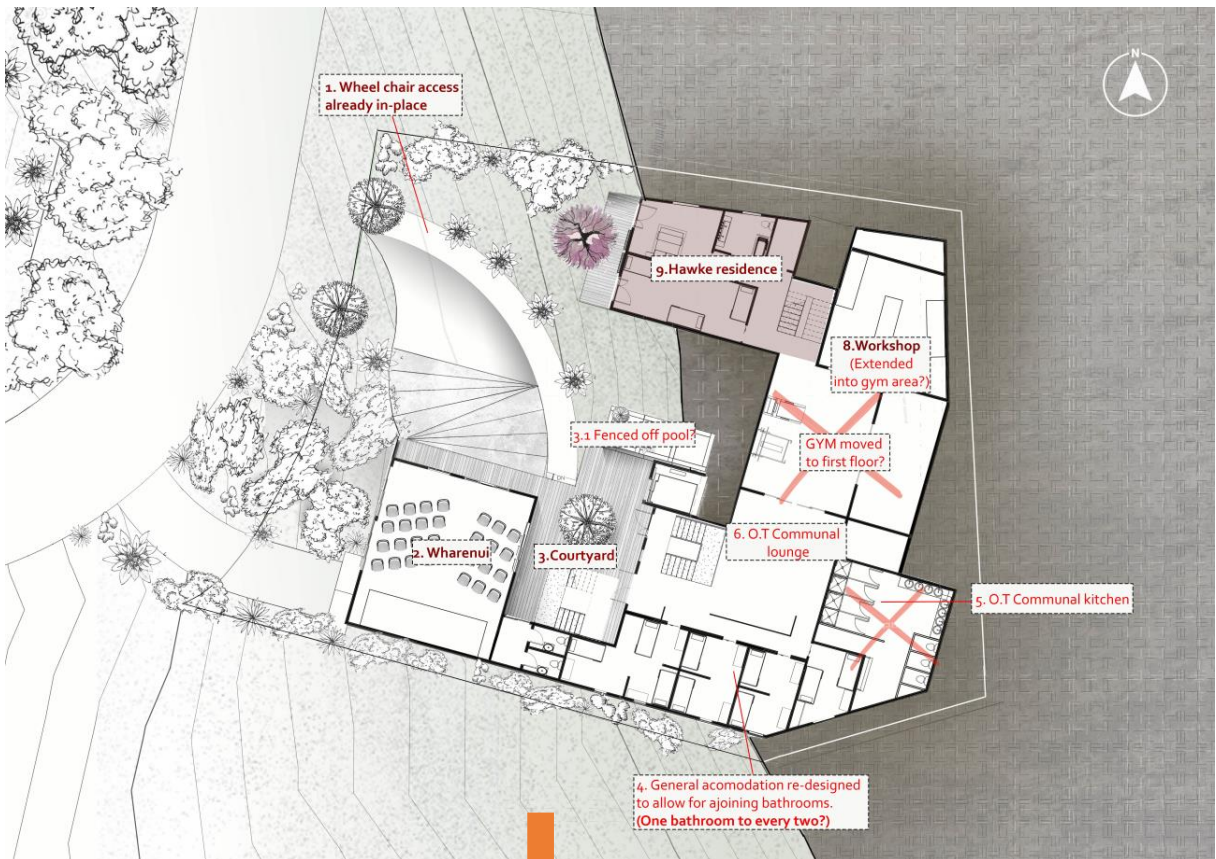 N
1. Wheel chair access
already in-place
9.Hawke residence
8.Workshop
(Extended
into gym area?)
3.1 Fenced off pool?
GYM moved
to first floor?
2. Wharenui
3.Courtyard
6. O.T Communal
lounge
5. O.T Communal kitchen
4. General acomodation re-designed
to allow for ajoining bathrooms.
(One bathroom to every two?)